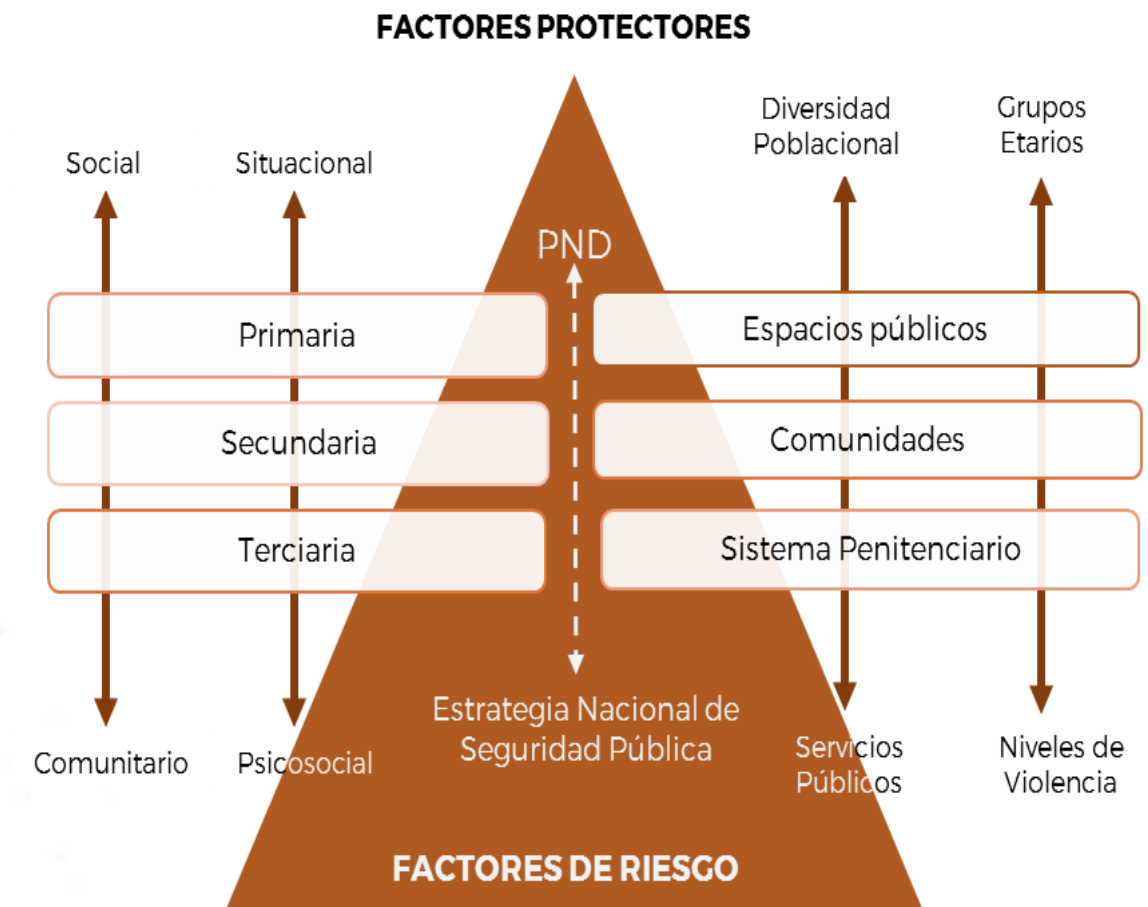 FACTORES PROTECTORES
Social
Situacional
Diversidad
Poblacional
Grupos
Etarios
PND
Primaria
Espacios públicos
Secundaria
Comunidades
Terciaria
Sistema Penitenciario
Comunitario
Psicosocial
Estrategia Nacional de
Seguridad Pública
Servicios
Públicos
Niveles de
Violencia
FACTORES DE RIESGO